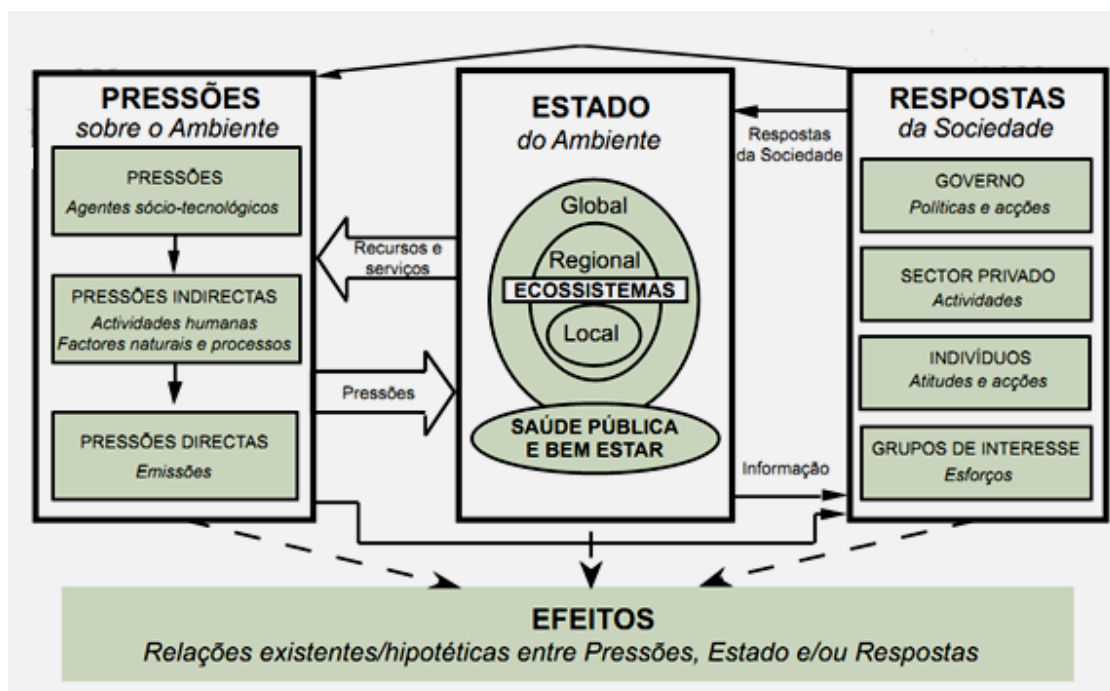 PRESSÕES
sobre o Ambiente
PRESSÕES
Agentes sócio-tecnológicos
PRESSÕES INDIRECTAS
Actividades humanas
Factores naturais e processos
PRESSÕES DIRECTAS
Emissões
Recursos e
serviços
Pressões
ESTADO
do Ambiente
Global
Regional
ECOSSISTEMAS
Local
SAÚDE PÚBLICA
E BEM ESTAR
Respostas
da Sociedade
Informação
RESPOSTAS
da Sociedade
GOVERNO
Políticas e acções
SECTOR PRIVADO
Actividades
INDIVÍDUOS
Atitudes e acções
GRUPOS DE INTERESSE
Esforços
EFEITOS
Relações existentes/hipotéticas entre Pressões, Estado e/ou Respostas